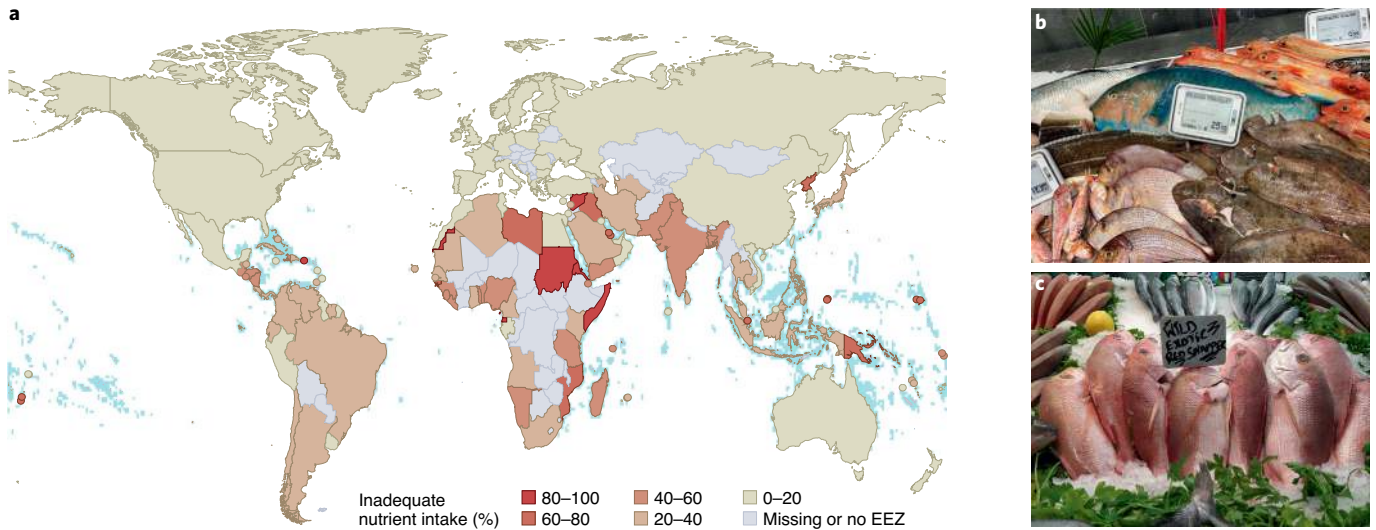 a
Inadequate
nutrient intake (%)
80–100
60–80
40–60
20–40
0–20
Missing or no EEZ
b
c
WILD
EXOTIC
RED SNAPPER